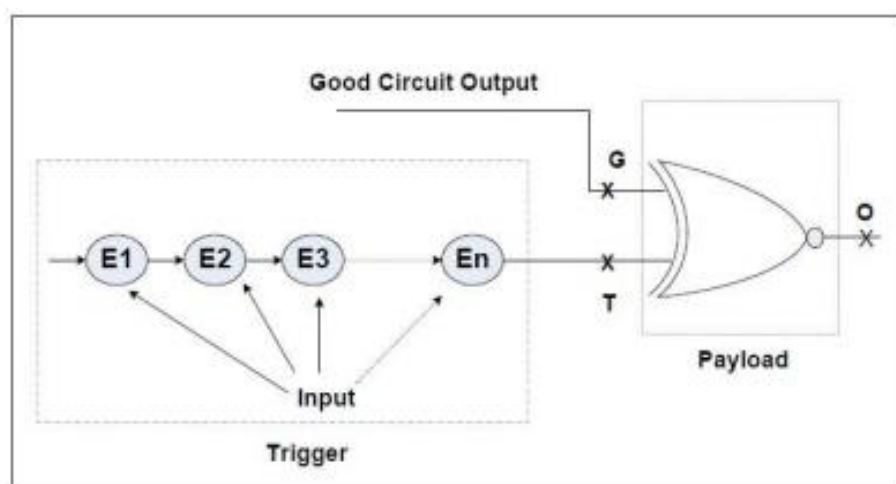 Good Circuit Output
G
X
O
X
E1 E2 E3 En
X
T
Payload
Input
Trigger